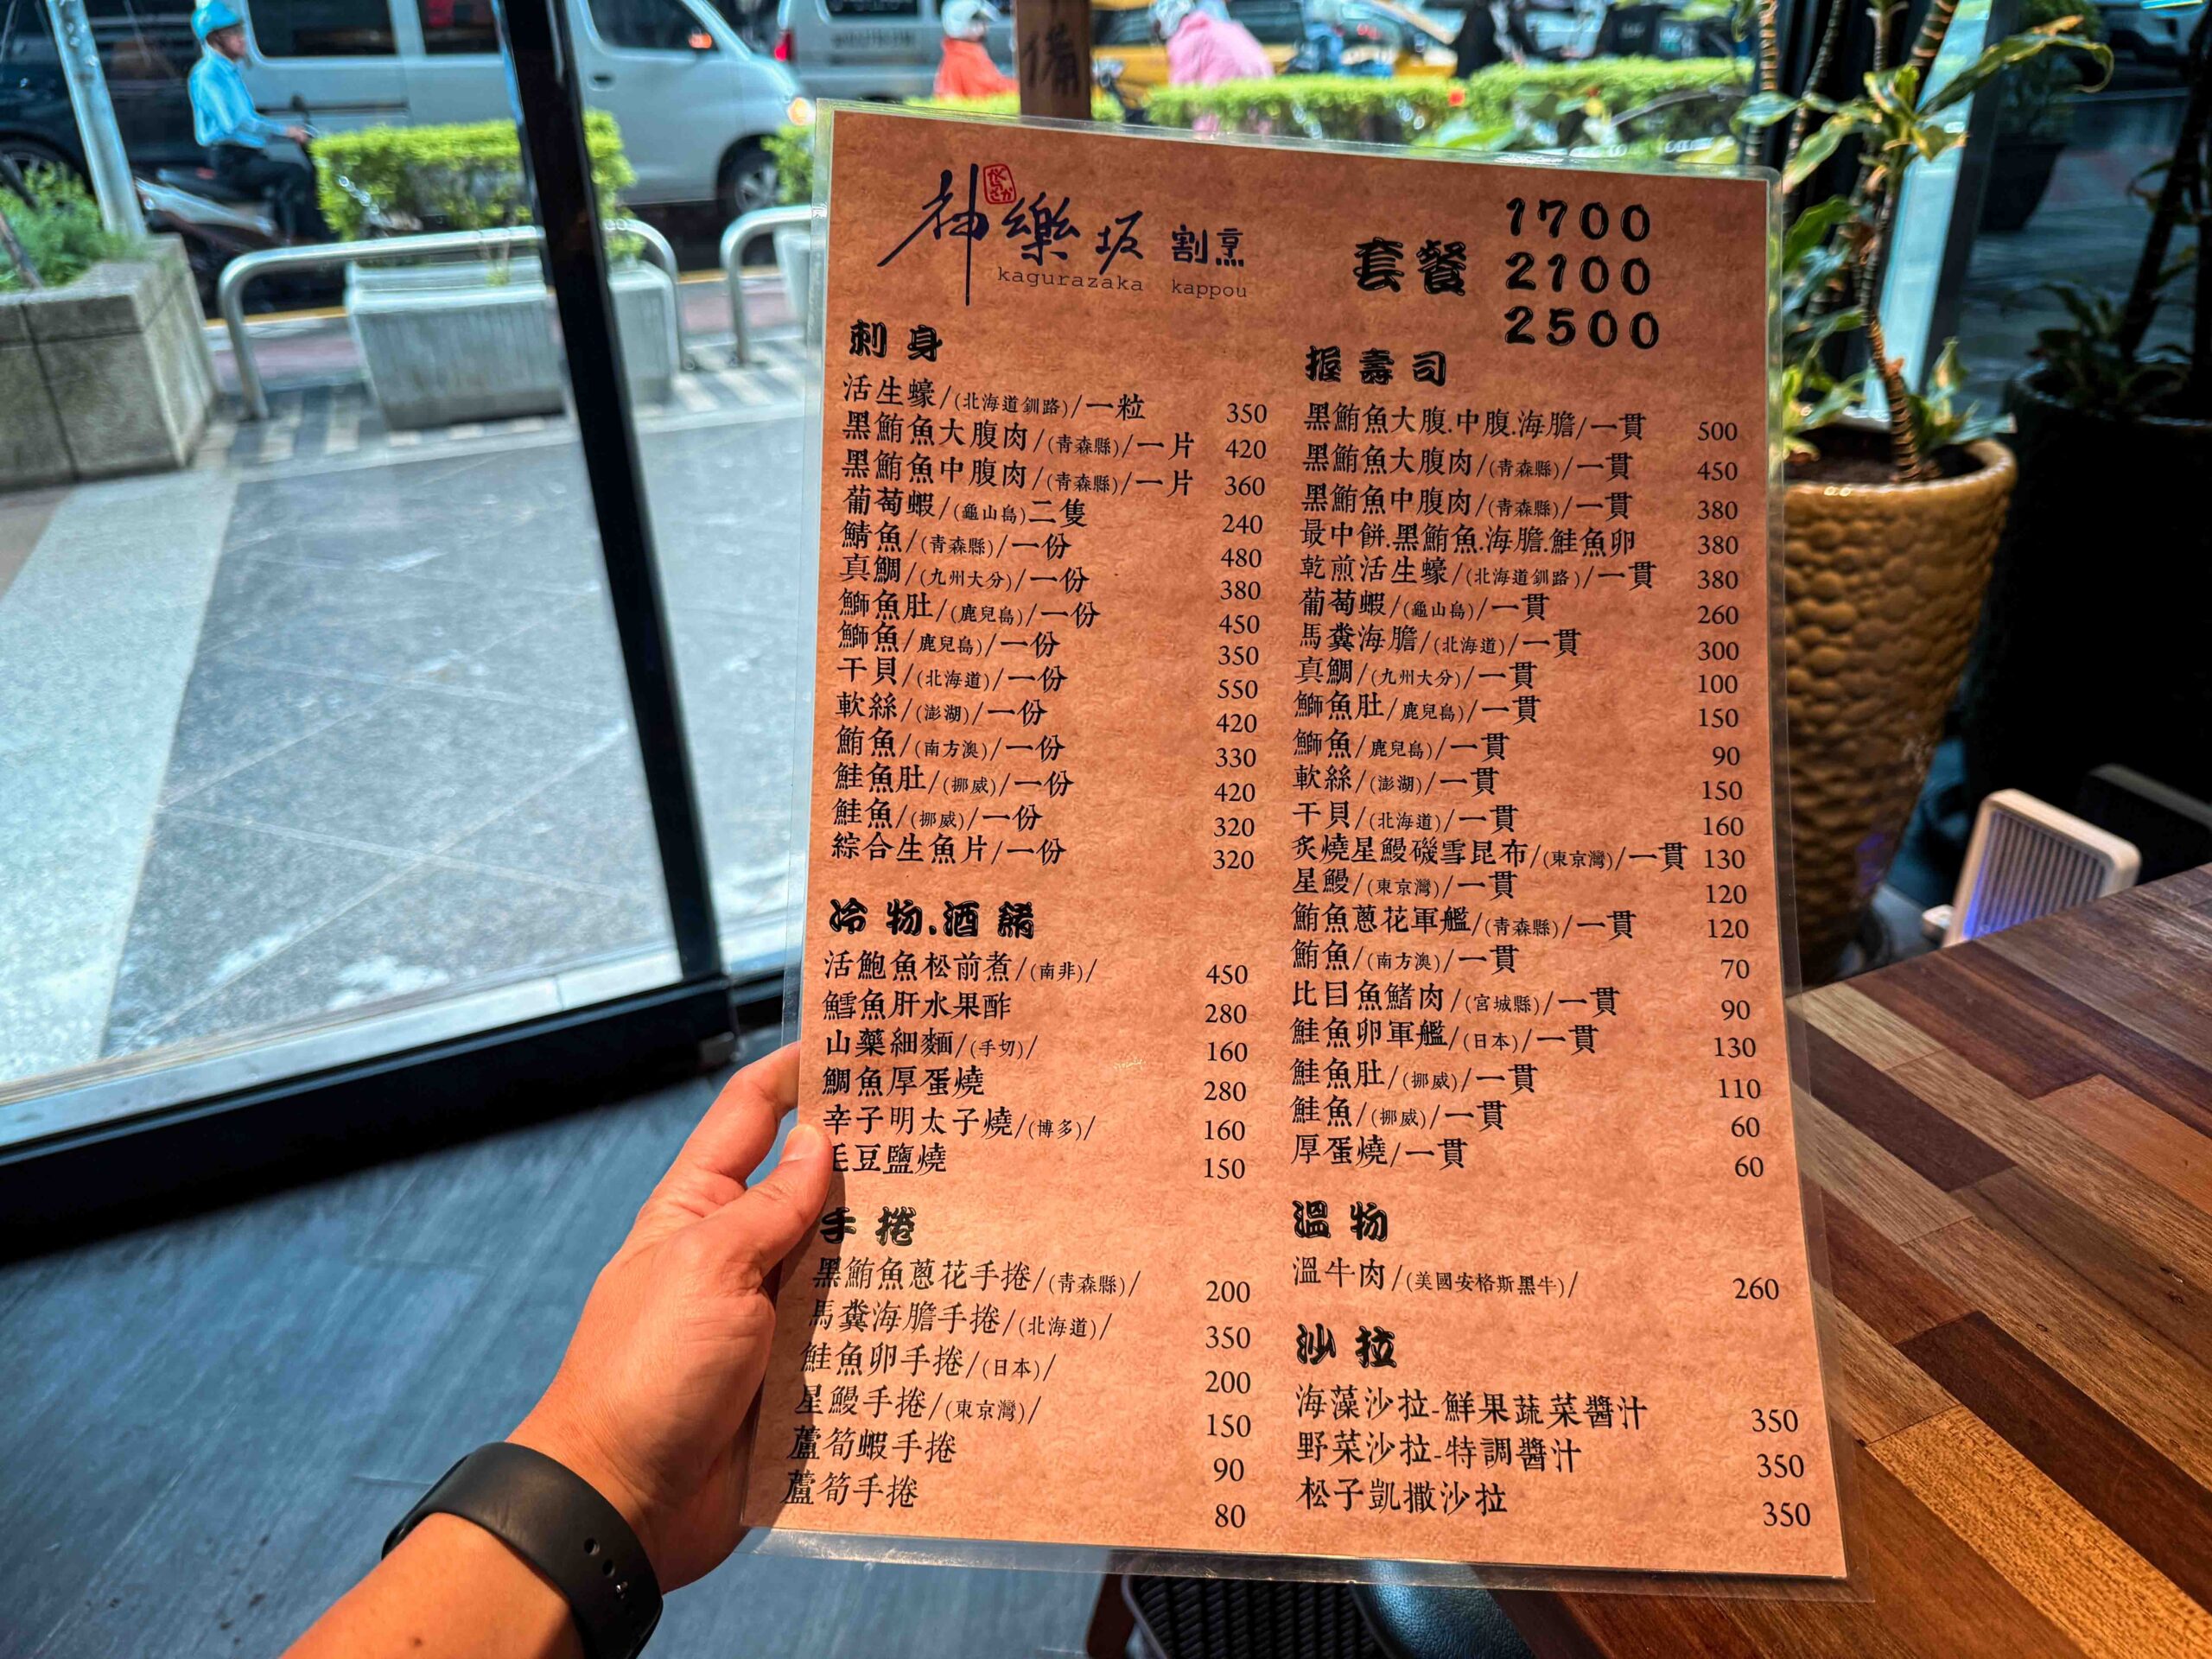 備
神樂坂 割烹
かぐらざか
kagurazaka kappou
套餐
1700
2100
2500
刺身
活生蠔/(北海道釧路)/一粒 350
黑鮪魚大腹肉/(青森縣)/一片 420
黑鮪魚中腹肉/(青森縣)/一片 360
葡萄蝦/(龜山島)二隻 240
鯖魚/(青森縣)/一份 480
真鯛/(九州大分)/一份 380
鰤魚肚/(鹿兒島)/一份 450
鰤魚/鹿兒島)/一份 350
干貝/(北海道)/一份 550
軟絲/(澎湖)/一份 420
鮪魚/(南方澳)/一份 330
鮭魚肚/(挪威)/一份 420
鮭魚/(挪威)/一份 320
綜合生魚片/一份 320
冷物.酒餚
活鮑魚松前煮/(南非)/ 450
鱈魚肝水果酢 280
山藥細麵/(手切)/ 160
鯛魚厚蛋燒 280
辛子明太子燒/(博多)/ 160
毛豆鹽燒 150
手捲
黑鮪魚蔥花手捲/(青森縣)/ 200
馬糞海膽手捲/(北海道)/ 350
鮭魚卵手捲/(日本)/ 200
星鰻手捲/(東京灣)/ 150
蘆筍蝦手捲 90
蘆筍手捲 80
握壽司
黑鮪魚大腹.中腹.海膽/一貫 500
黑鮪魚大腹肉/(青森縣)/一貫 450
黑鮪魚中腹肉/(青森縣)/一貫 380
最中餅.黑鮪魚.海膽.鮭魚卵 380
乾煎活生蠔/(北海道釧路)/一貫 380
葡萄蝦/(龜山島)/一貫 260
馬糞海膽/(北海道)/一貫 300
真鯛/(九州大分)/一貫 100
鰤魚肚/鹿兒島)/一貫 150
鰤魚/鹿兒島)/一貫 90
軟絲/(澎湖)/一貫 150
干貝/(北海道)/一貫 160
炙燒星鰻磯雪昆布/(東京灣)/一貫 130
星鰻/(東京灣)/一貫 120
鮪魚蔥花軍艦/(青森縣)/一貫 120
鮪魚/(南方澳)/一貫 70
比目魚鰭肉/(宮城縣)/一貫 90
鮭魚卵軍艦/(日本)/一貫 130
鮭魚肚/(挪威)/一貫 110
鮭魚/(挪威)/一貫 60
厚蛋燒/一貫 60
溫物
溫牛肉/(美國安格斯黑牛)/ 260
沙拉
海藻沙拉-鮮果蔬菜醬汁 350
野菜沙拉-特調醬汁 350
松子凱撒沙拉 350